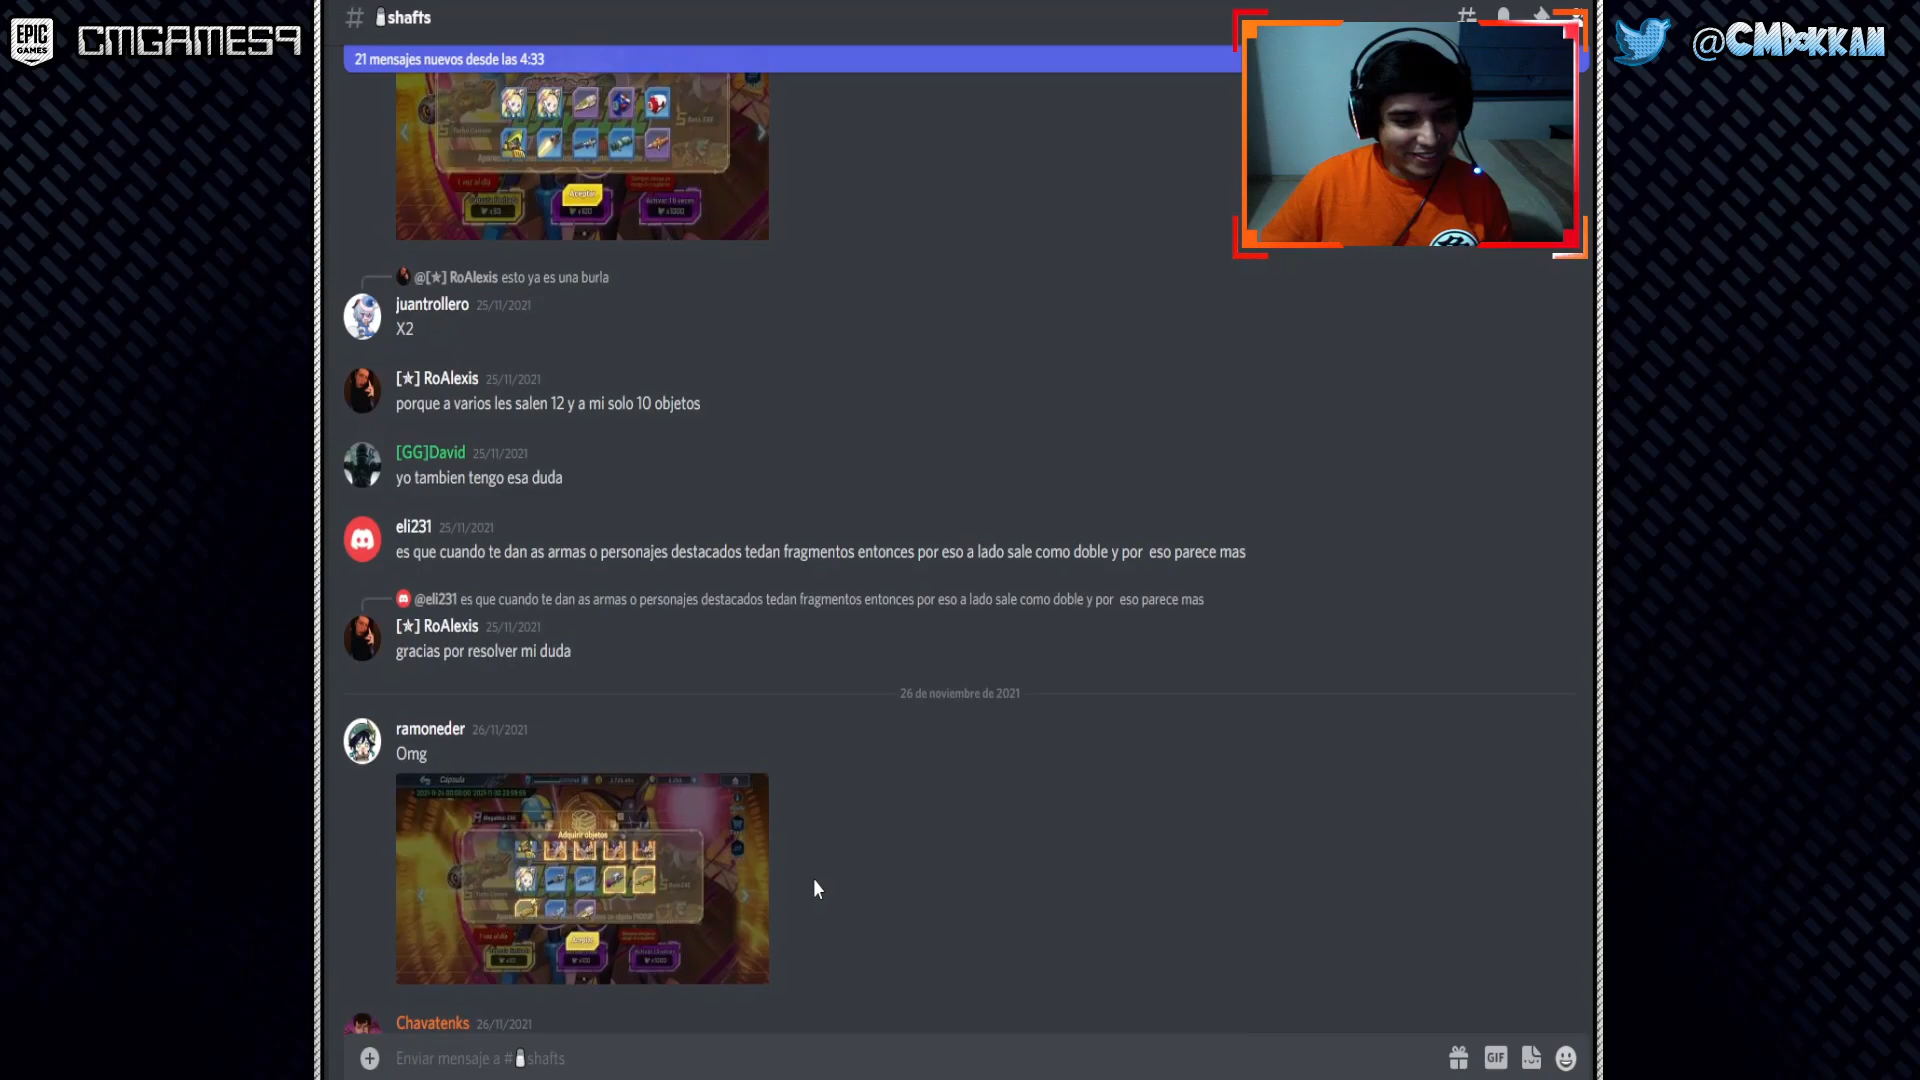 EPIC
GAMES
CMGAMES9
shafts
@CMDOKKAN
21 mensajes nuevos desde las 4:33
Aceptar
@[★] RoAlexis esto ya es una burla
juantrollero 25/11/2021
X2
[★] RoAlexis 25/11/2021
porque a varios les salen 12 y a mi solo 10 objetos
[GG]David 25/11/2021
yo tambien tengo esa duda
eli231 25/11/2021
es que cuando te dan as armas o personajes destacados tedan fragmentos entonces por eso a lado sale como doble y por eso parece mas
@eli231 es que cuando te dan as armas o personajes destacados tedan fragmentos entonces por eso a lado sale como doble y por eso parece mas
[★] RoAlexis 25/11/2021
gracias por resolver mi duda
26 de noviembre de 2021
ramoneder 26/11/2021
Omg
Capsula
Adquirir objetos
Aceptar
Chavatenks 26/11/2021
Enviar mensaje a # shafts
GIF